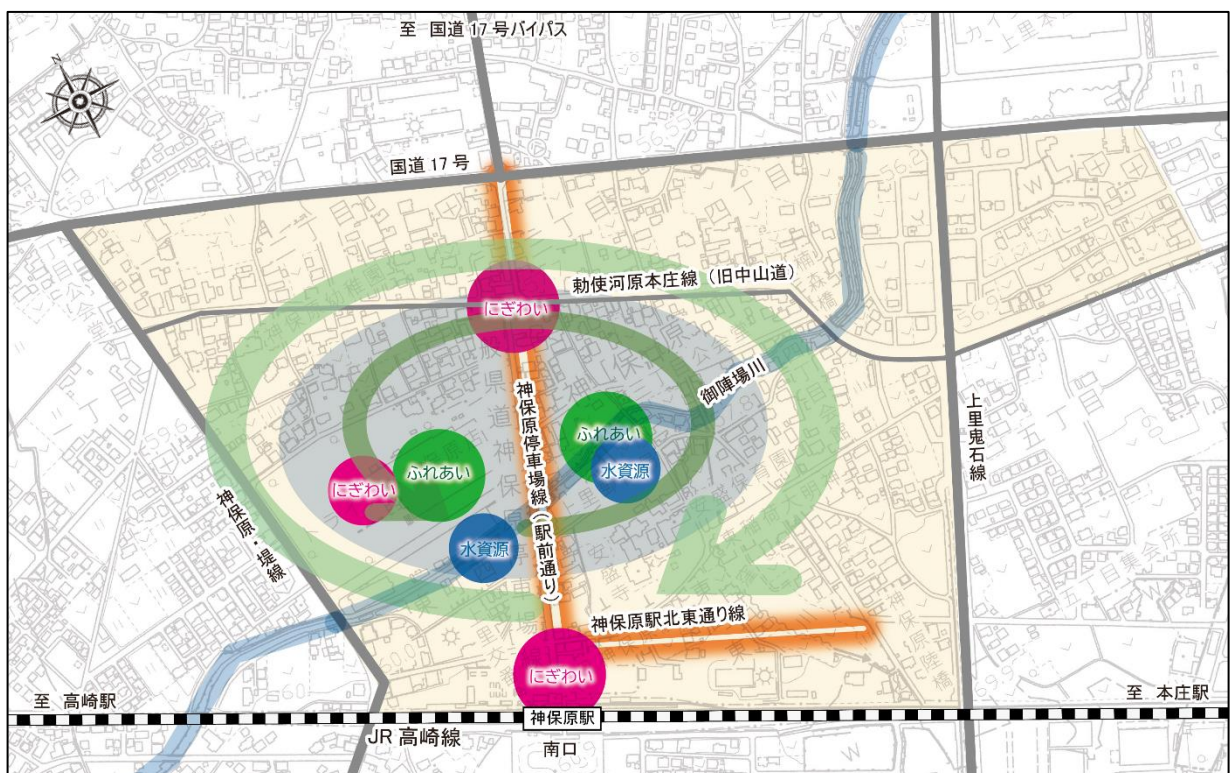 至 国道17号バイパス
N
国道17号
勅使河原本庄線（旧中山道）
にぎわい
神保原停車場線（駅前通り）
御陣場川
上里鬼石線
ふれあい
水資源
ふれあい
にぎわい
水資源
神保原・堤線
神保原駅北東通り線
にぎわい
至 高崎駅
至 本庄駅
神保原駅
JR高崎線
南口